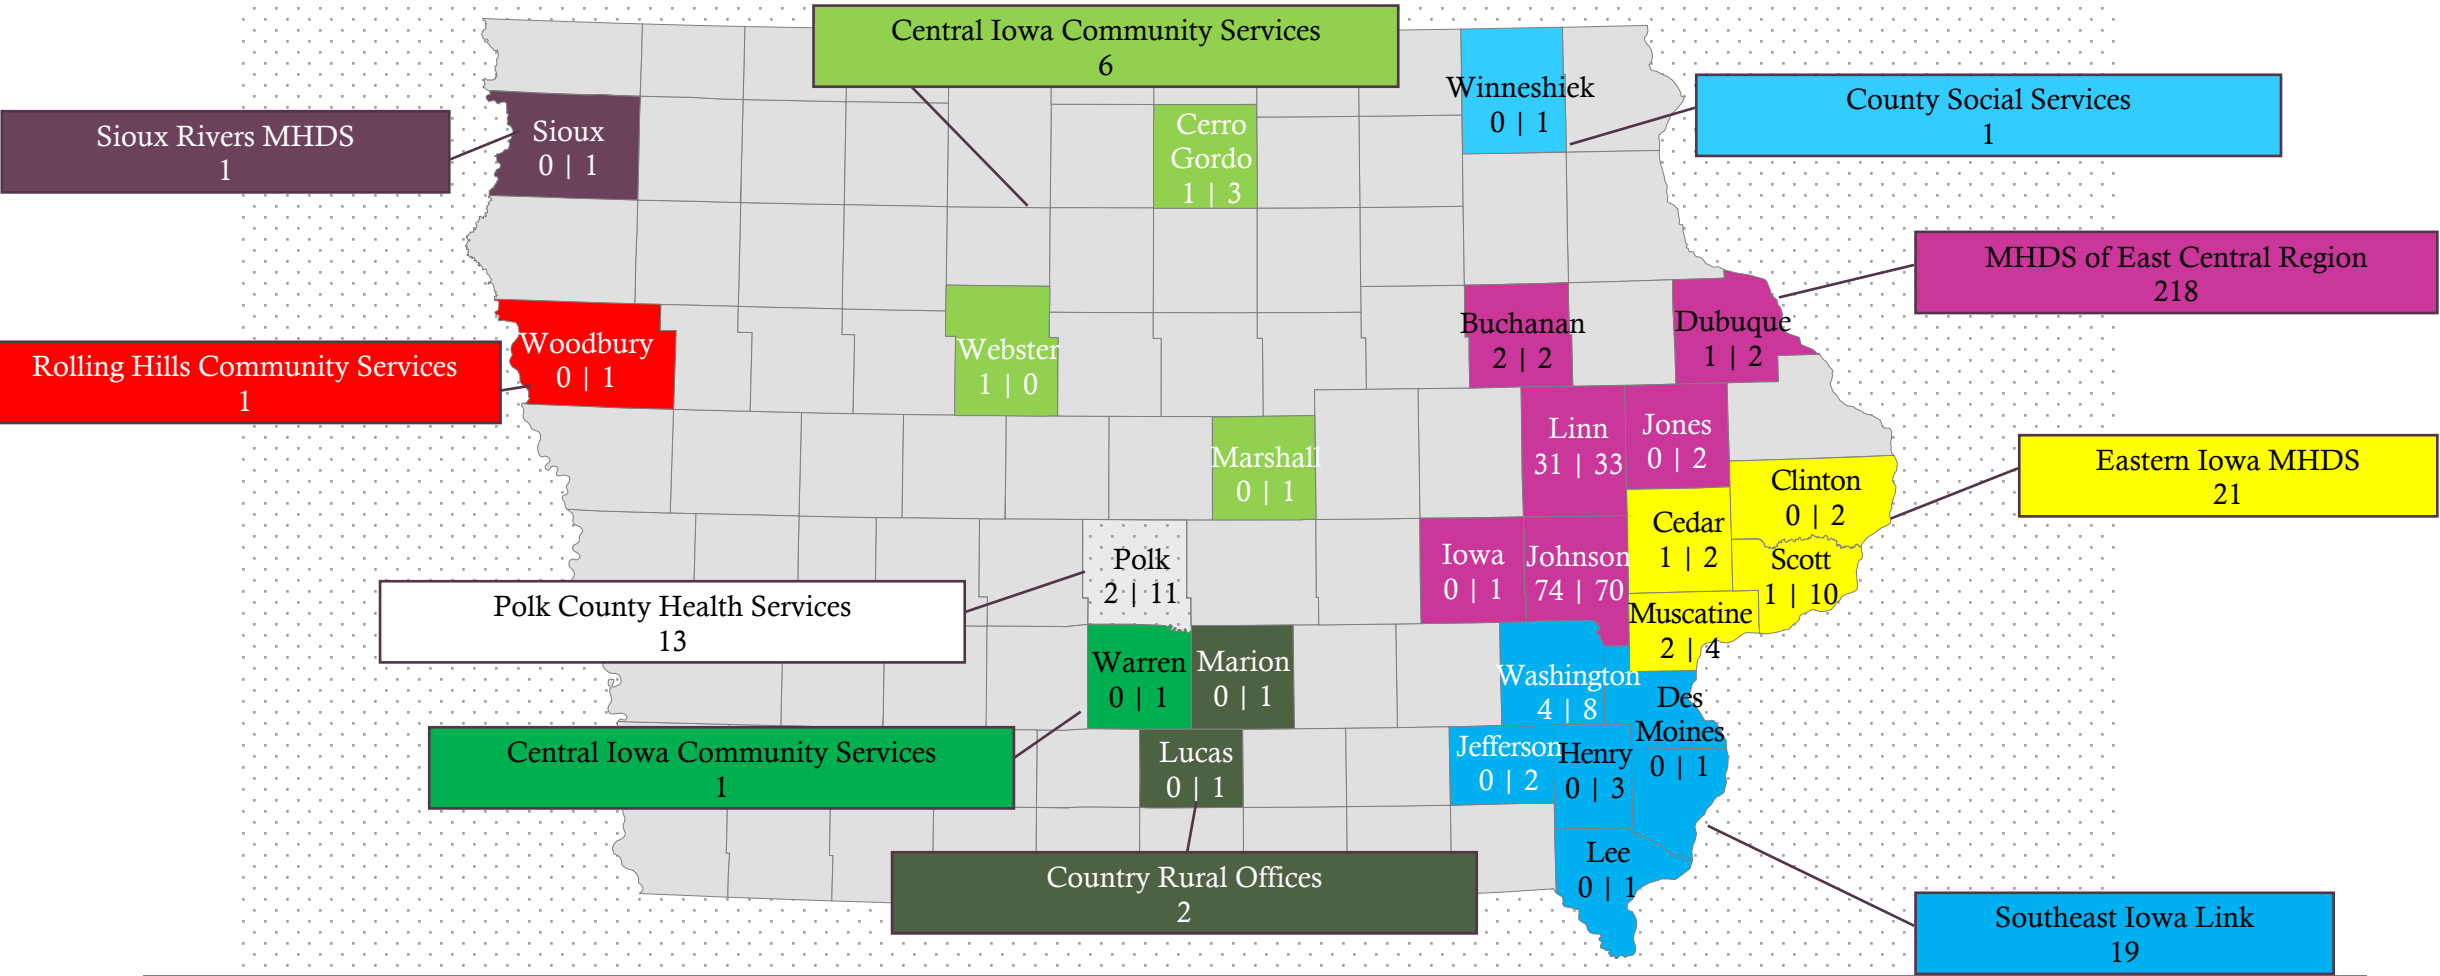 Central Iowa Community Services
6
Winneshiek
0 | 1
County Social Services
1
Sioux Rivers MHDS
1
Sioux
0 | 1
Cerro
Gordo
1 | 3
MHDS of East Central Region
218
Rolling Hills Community Services
1
Woodbury
0 | 1
Webster
1 | 0
Buchanan
2 | 2
Dubuque
1 | 2
Marshall
0 | 1
Linn
31 | 33
Jones
0 | 2
Clinton
0 | 2
Eastern Iowa MHDS
21
Polk
2 | 11
Iowa
0 | 1
Johnson
74 | 70
Cedar
1 | 2
Scott
1 | 10
Polk County Health Services
13
Muscatine
2 | 4
Warren
0 | 1
Marion
0 | 1
Washington
4 | 8
Des
Moines
0 | 1
Central Iowa Community Services
1
Lucas
0 | 1
Jefferson
0 | 2
Henry
0 | 3
Country Rural Offices
2
Lee
0 | 1
Southeast Iowa Link
19